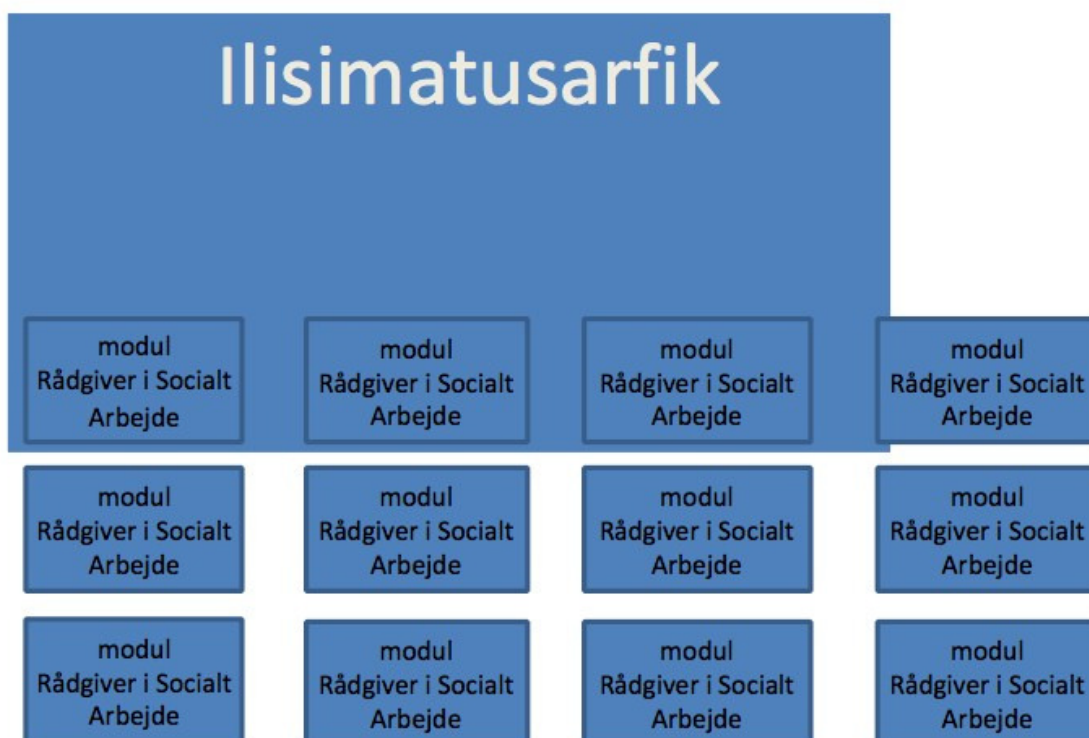 Ilisimatusarfik
modul
Rådgiver i Socialt
Arbejde
modul
Rådgiver i Socialt
Arbejde
modul
Rådgiver i Socialt
Arbejde
modul
Rådgiver i Socialt
Arbejde
modul
Rådgiver i Socialt
Arbejde
modul
Rådgiver i Socialt
Arbejde
modul
Rådgiver i Socialt
Arbejde
modul
Rådgiver i Socialt
Arbejde
modul
Rådgiver i Socialt
Arbejde
modul
Rådgiver i Socialt
Arbejde
modul
Rådgiver i Socialt
Arbejde
modul
Rådgiver i Socialt
Arbejde